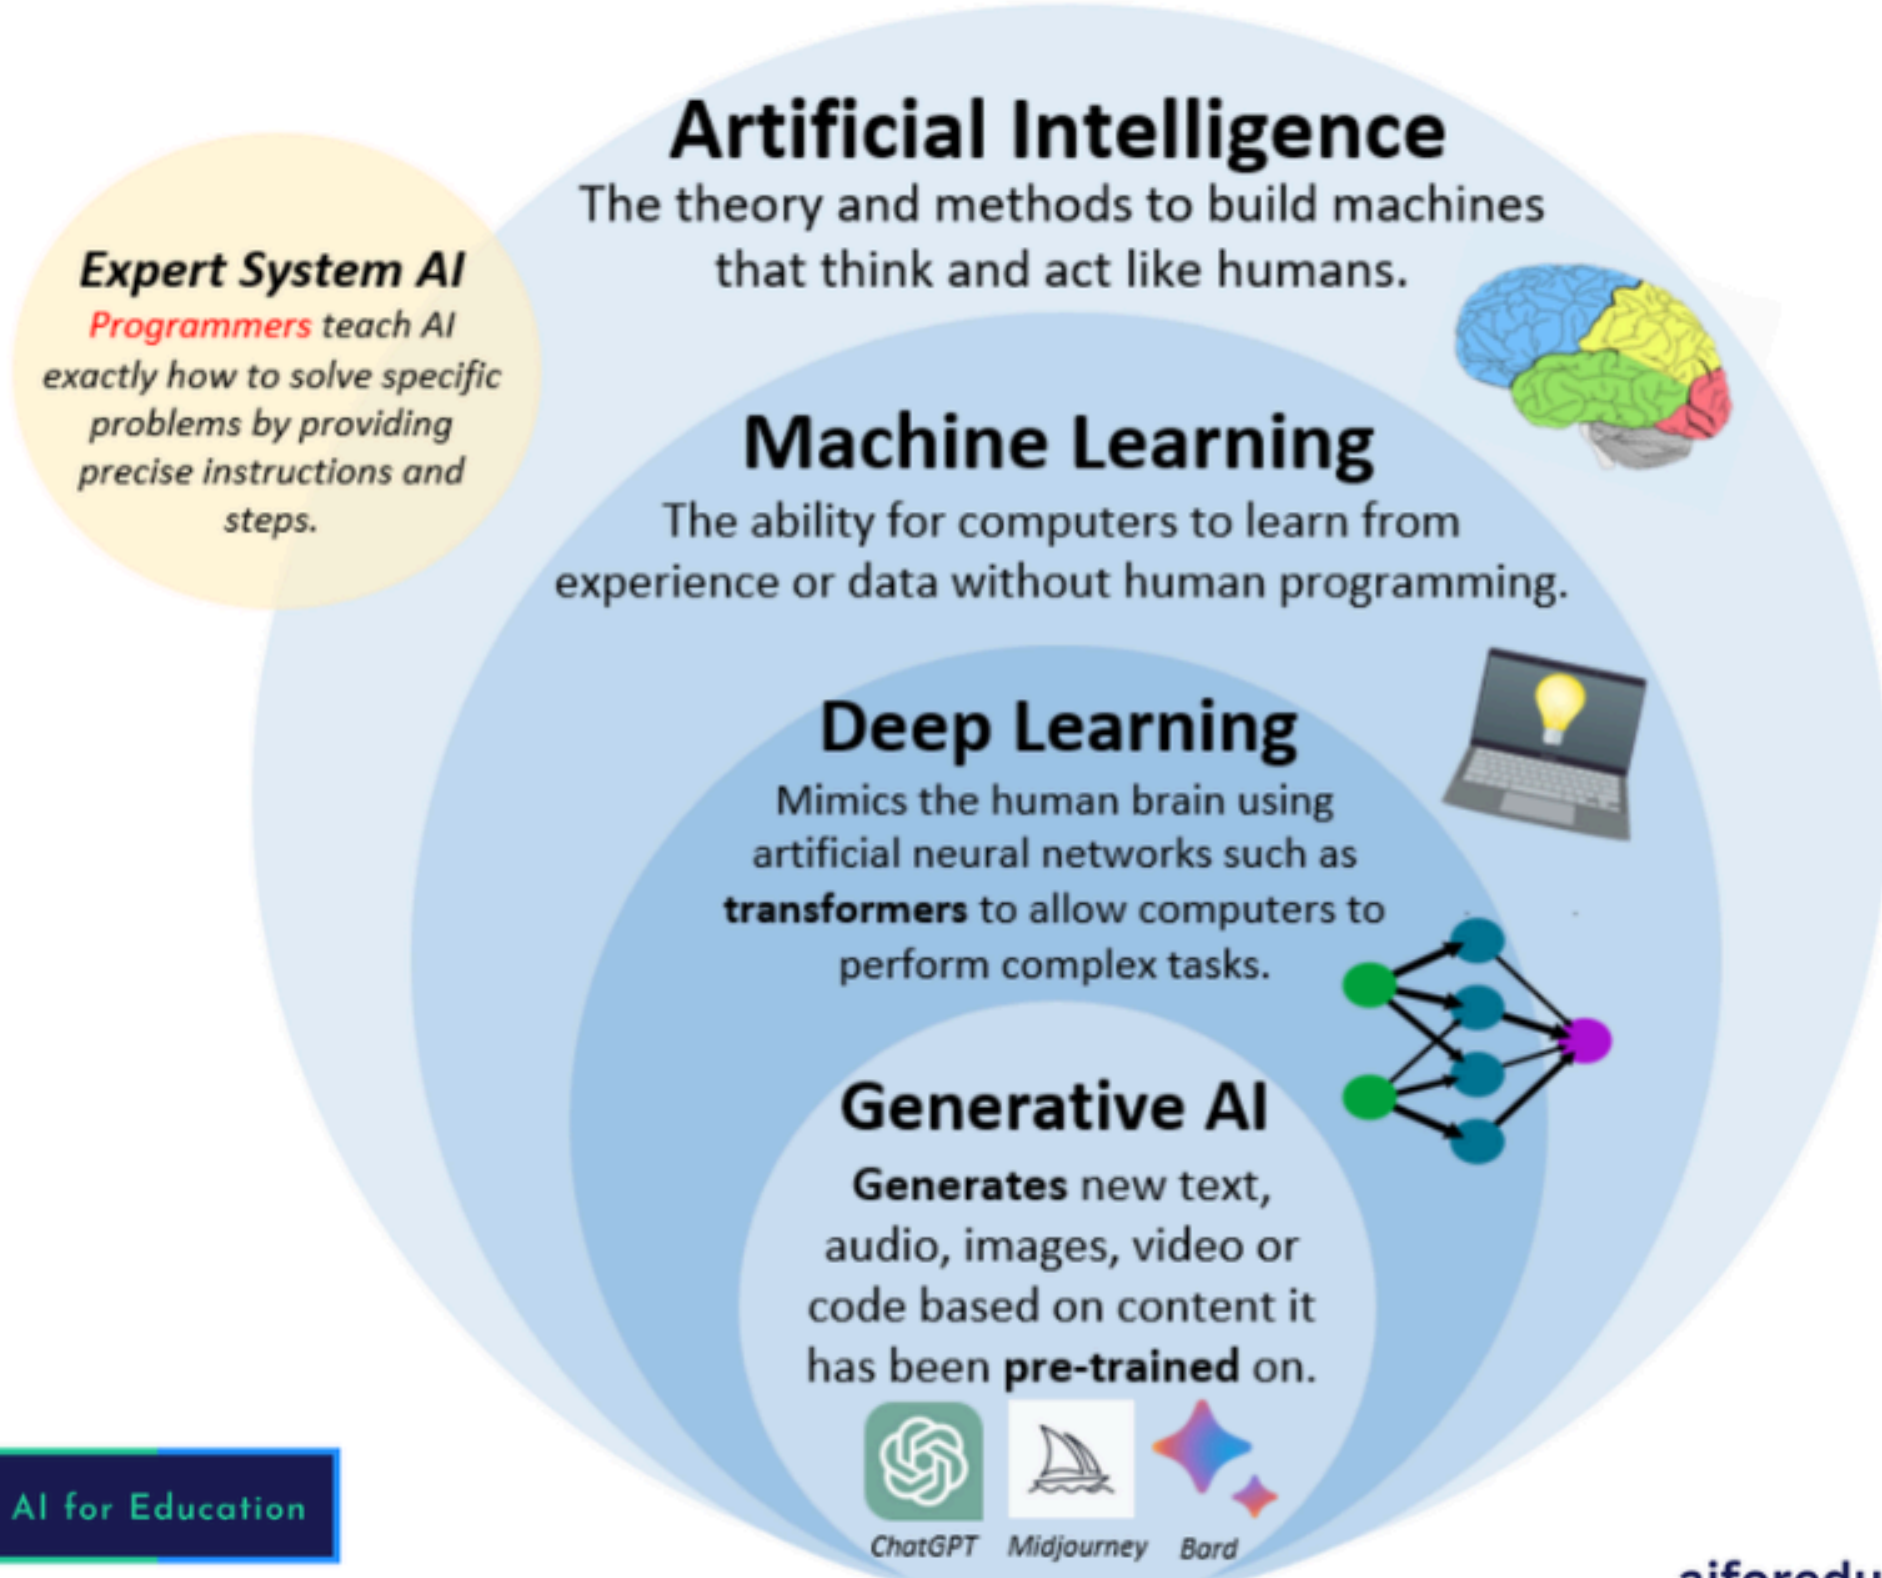 Artificial Intelligence
The theory and methods to build machines
that think and act like humans.
Expert System AI
Programmers teach AI
exactly how to solve specific
problems by providing
precise instructions and
steps.
Machine Learning
The ability for computers to learn from
experience or data without human programming.
Deep Learning
Mimics the human brain using
artificial neural networks such as
transformers to allow computers to
perform complex tasks.
Generative AI
Generates new text,
audio, images, video or
code based on content it
has been pre-trained on.
ChatGPT Midjourney Bard
AI for Education